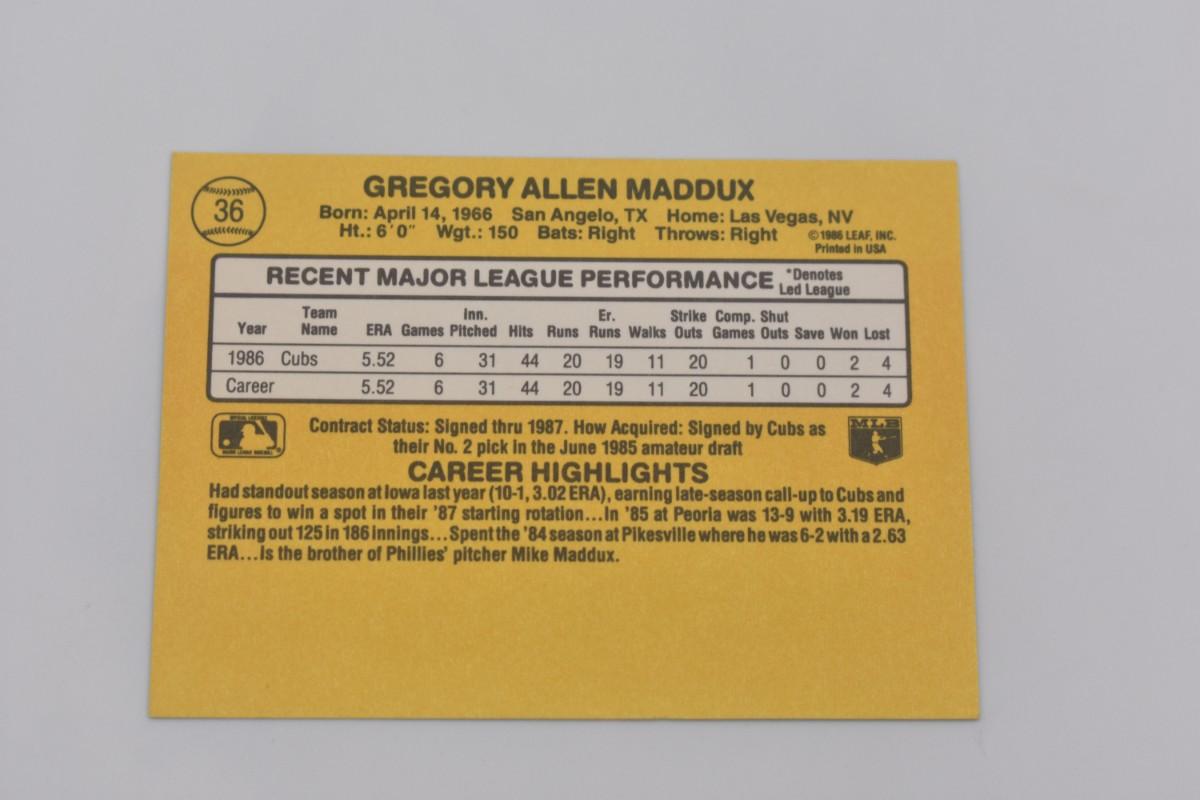 36
GREGORY ALLEN MADDUX
Born: April 14, 1966 San Angelo, TX Home: Las Vegas, NV
Ht.: 6'0" Wgt.: 150 Bats: Right Throws: Right
©1986 LEAF, INC.
Printed in USA
RECENT MAJOR LEAGUE PERFORMANCE *Denotes Led League
Year Team Name ERA Games Inn. Pitched Hits Runs Er. Runs Walks Strike Outs Comp. Games Shut Outs Save Won Lost
1986 Cubs 5.52 6 31 44 20 19 11 20 1 0 0 2 4
Career 5.52 6 31 44 20 19 11 20 1 0 0 2 4
Contract Status: Signed thru 1987. How Acquired: Signed by Cubs as
their No. 2 pick in the June 1985 amateur draft
MLB
CAREER HIGHLIGHTS
Had standout season at Iowa last year (10-1, 3.02 ERA), earning late-season call-up to Cubs and
figures to win a spot in their '87 starting rotation...In '85 at Peoria was 13-9 with 3.19 ERA,
striking out 125 in 186 innings...Spent the '84 season at Pikesville where he was 6-2 with a 2.63
ERA...Is the brother of Phillies' pitcher Mike Maddux.